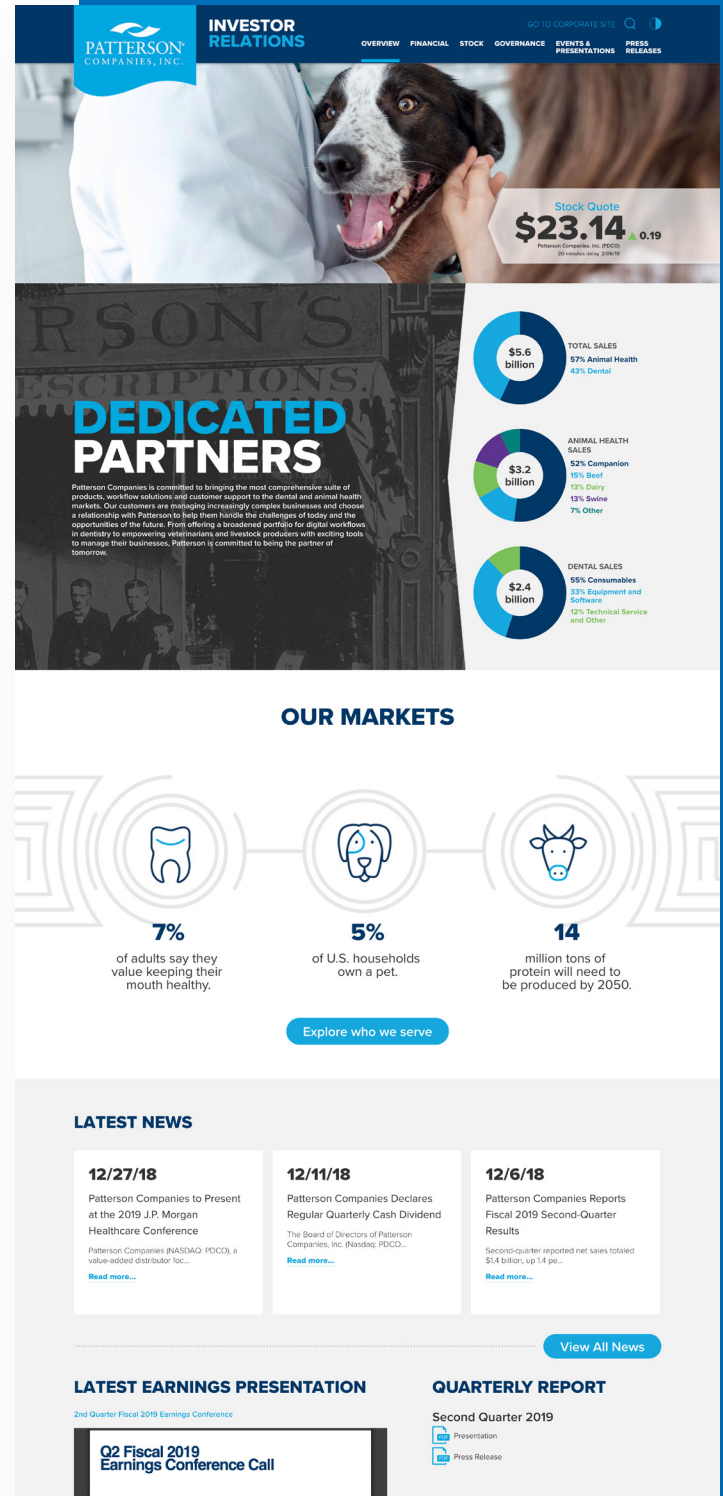 PATTERSON®
COMPANIES, INC.
INVESTOR
RELATIONS
GO TO CORPORATE SITE
OVERVIEW FINANCIAL STOCK GOVERNANCE EVENTS & PRESENTATIONS PRESS RELEASES
Stock Quote
$23.14 ▲ 0.19
Patterson Companies, Inc. (PDCO)
20 minutes delay 2/06/19
RSON'S
ESCRIPTIONS.
DEDICATED
PARTNERS
Patterson Companies is committed to bringing the most comprehensive suite of
products, workflow solutions and customer support to the dental and animal health
markets. Our customers are managing increasingly complex businesses and choose
a relationship with Patterson to help them handle the challenges of today and the
opportunities of the future. From offering a broadened portfolio for digital workflows
in dentistry to empowering veterinarians and livestock producers with exciting tools
to manage their businesses, Patterson is committed to being the partner of
tomorrow.
$5.6
billion
TOTAL SALES
57% Animal Health
43% Dental
$3.2
billion
ANIMAL HEALTH
SALES
52% Companion
15% Beef
13% Dairy
13% Swine
7% Other
$2.4
billion
DENTAL SALES
55% Consumables
33% Equipment and
Software
12% Technical Service
and Other
OUR MARKETS
7%
of adults say they
value keeping their
mouth healthy.
5%
of U.S. households
own a pet.
14
million tons of
protein will need to
be produced by 2050.
Explore who we serve
LATEST NEWS
12/27/18
Patterson Companies to Present
at the 2019 J.P. Morgan
Healthcare Conference
Patterson Companies (NASDAQ: PDCO), a
value-added distributor foc...
Read more...
12/11/18
Patterson Companies Declares
Regular Quarterly Cash Dividend
The Board of Directors of Patterson
Companies, Inc. (Nasdaq: PDCO...
Read more...
12/6/18
Patterson Companies Reports
Fiscal 2019 Second-Quarter
Results
Second-quarter reported net sales totaled
$1.4 billion, up 1.4 pe...
Read more...
View All News
LATEST EARNINGS PRESENTATION
2nd Quarter Fiscal 2019 Earnings Conference
Q2 Fiscal 2019
Earnings Conference Call
QUARTERLY REPORT
Second Quarter 2019
PDF Presentation
PDF Press Release